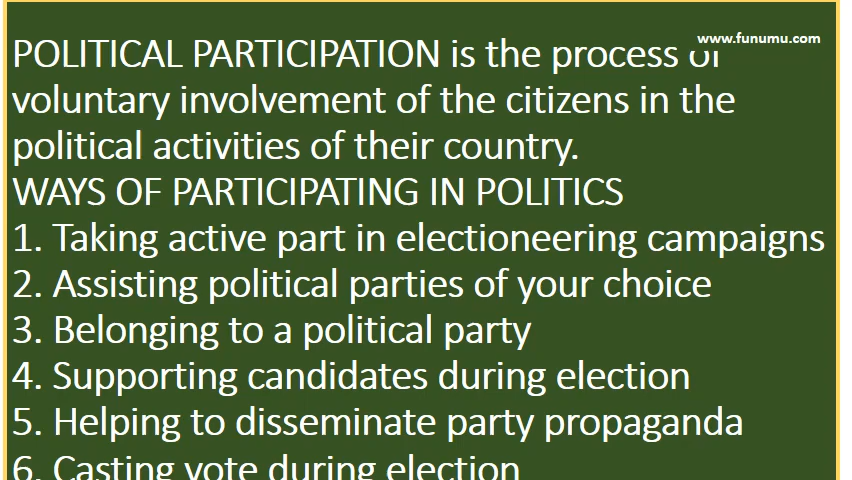 www.funumu.com
POLITICAL PARTICIPATION is the process of
voluntary involvement of the citizens in the
political activities of their country.
WAYS OF PARTICIPATING IN POLITICS
1. Taking active part in electioneering campaigns
2. Assisting political parties of your choice
3. Belonging to a political party
4. Supporting candidates during election
5. Helping to disseminate party propaganda
6. Casting vote during election